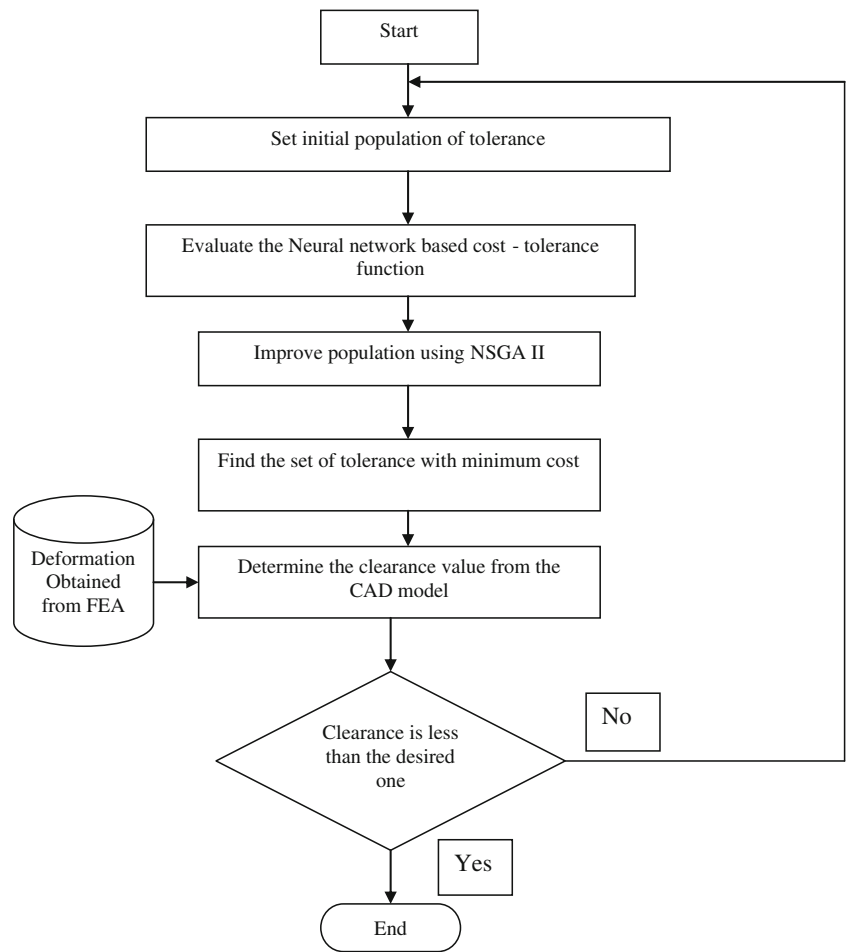 Start
Set initial population of tolerance
Evaluate the Neural network based cost - tolerance
function
Improve population using NSGA II
Find the set of tolerance with minimum cost
Deformation
Obtained
from FEA
Determine the clearance value from the
CAD model
Clearance is less
than the desired
one
No
Yes
End